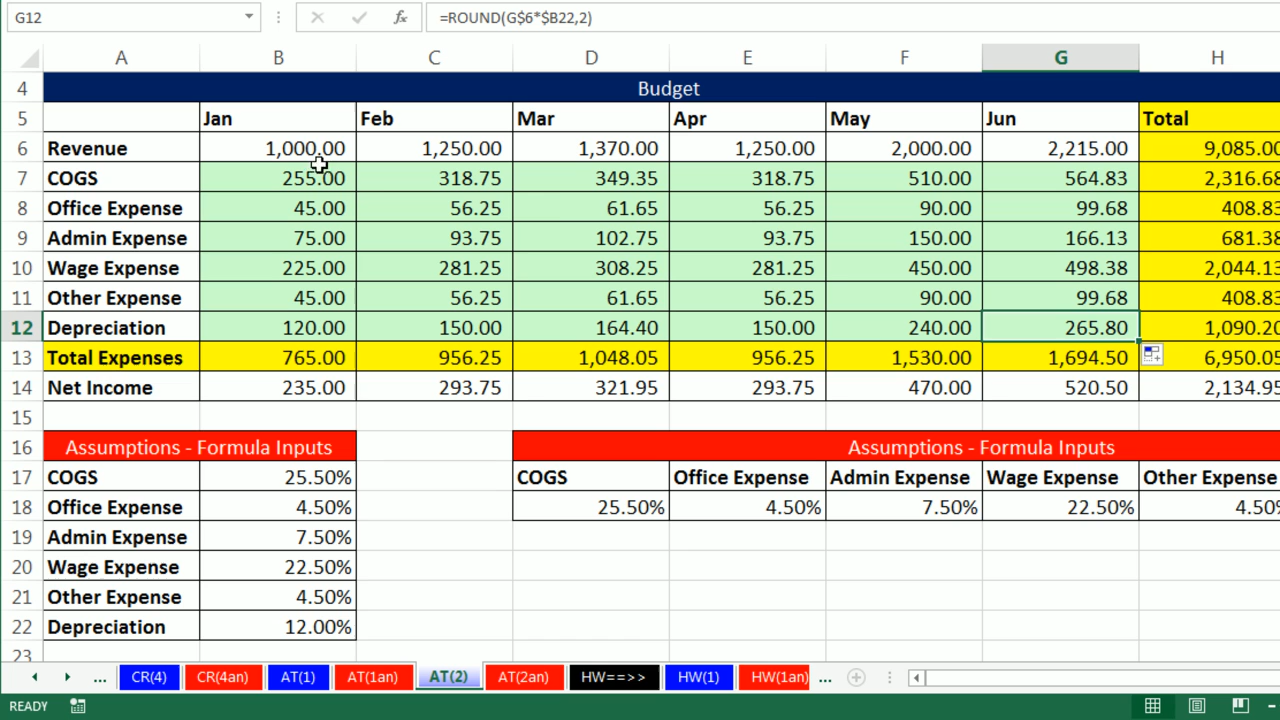 G12 =ROUND(G$6*$B22,2)
A B C D E F G H
4 Budget
5 Jan Feb Mar Apr May Jun Total
6 Revenue 1,000.00 1,250.00 1,370.00 1,250.00 2,000.00 2,215.00 9,085.00
7 COGS 255.00 318.75 349.35 318.75 510.00 564.83 2,316.68
8 Office Expense 45.00 56.25 61.65 56.25 90.00 99.68 408.83
9 Admin Expense 75.00 93.75 102.75 93.75 150.00 166.13 681.38
10 Wage Expense 225.00 281.25 308.25 281.25 450.00 498.38 2,044.13
11 Other Expense 45.00 56.25 61.65 56.25 90.00 99.68 408.83
12 Depreciation 120.00 150.00 164.40 150.00 240.00 265.80 1,090.20
13 Total Expenses 765.00 956.25 1,048.05 956.25 1,530.00 1,694.50 6,950.05
14 Net Income 235.00 293.75 321.95 293.75 470.00 520.50 2,134.95
15
16 Assumptions - Formula Inputs Assumptions - Formula Inputs
17 COGS 25.50% COGS Office Expense Admin Expense Wage Expense Other Expense
18 Office Expense 4.50% 25.50% 4.50% 7.50% 22.50% 4.50%
19 Admin Expense 7.50%
20 Wage Expense 22.50%
21 Other Expense 4.50%
22 Depreciation 12.00%
23
... CR(4) CR(4an) AT(1) AT(1an) AT(2) AT(2an) HW==>> HW(1) HW(1an) ...
READY